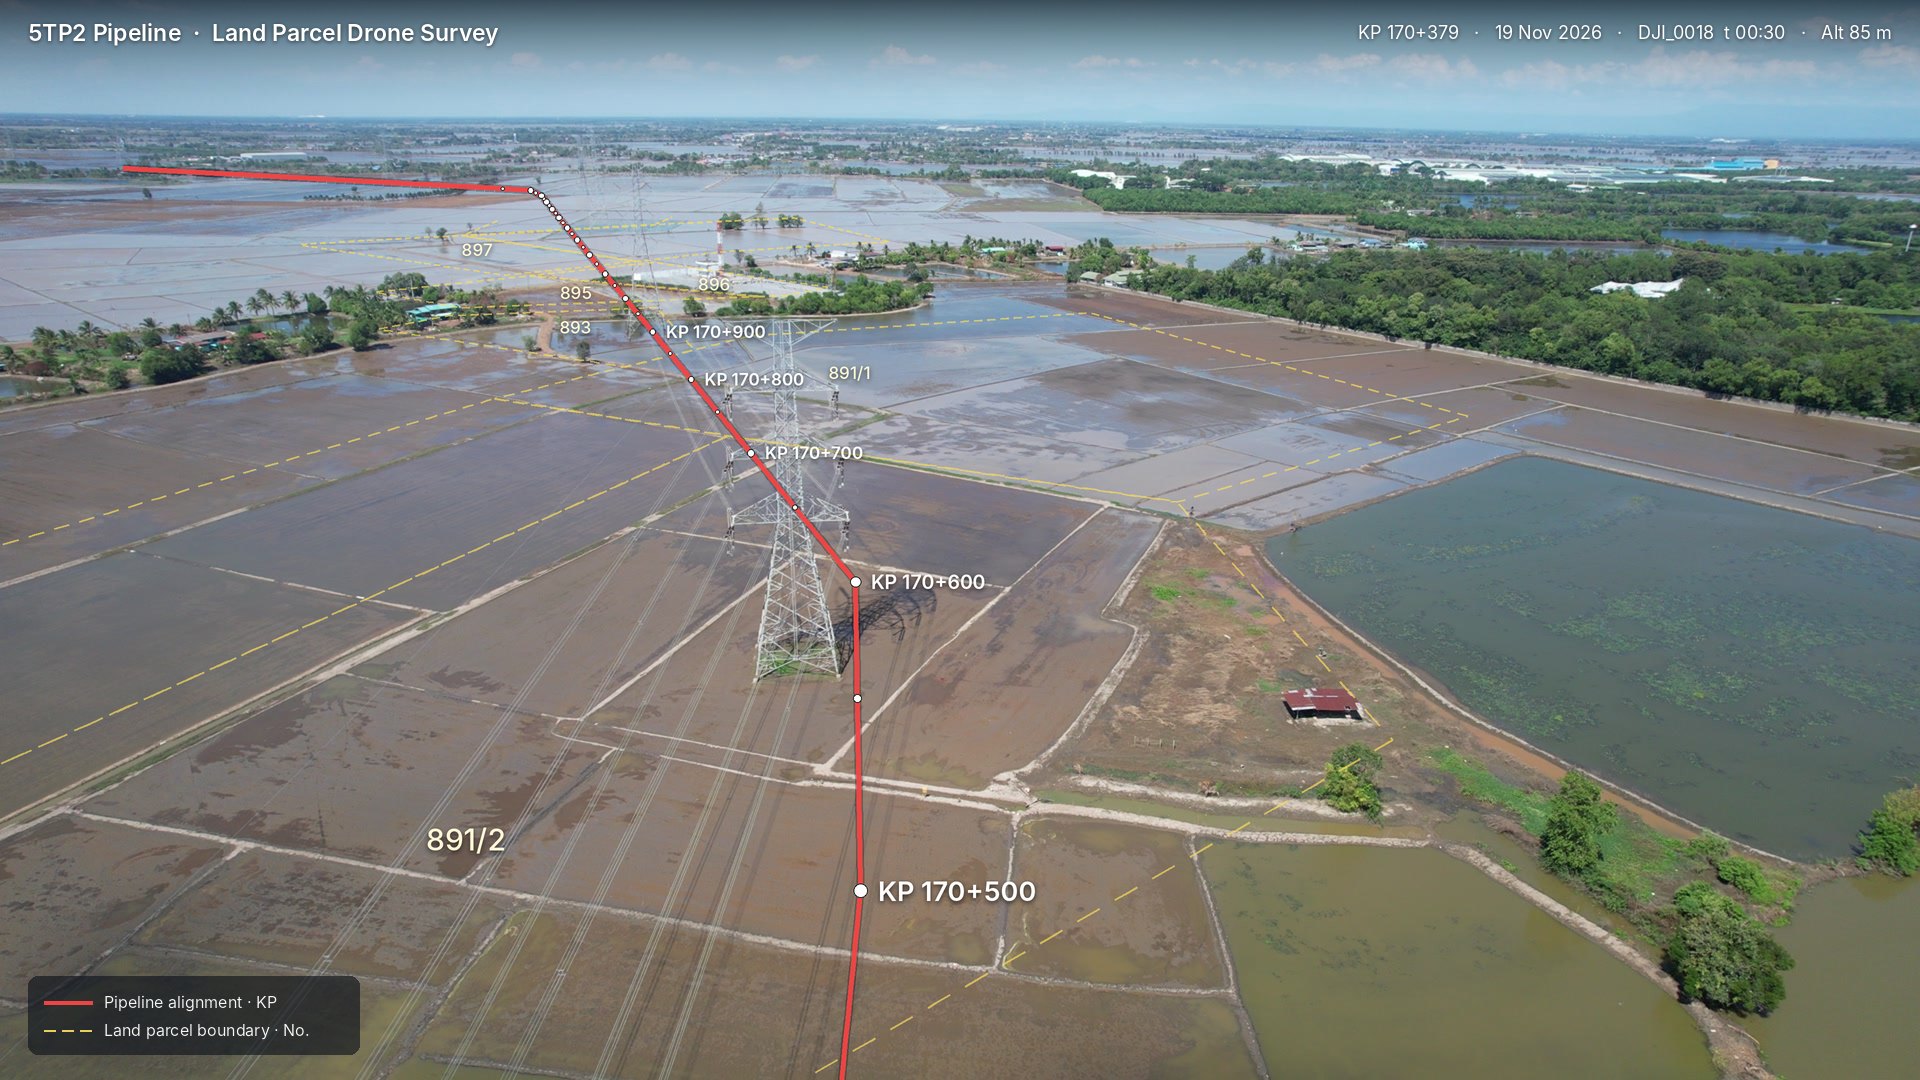 5TP2 Pipeline · Land Parcel Drone Survey
KP 170+379 · 19 Nov 2026 · DJI_0018 t 00:30 · Alt 85 m
897
896
895
893
KP 170+900
891/1
KP 170+800
KP 170+700
KP 170+600
891/2
KP 170+500
Pipeline alignment · KP
Land parcel boundary · No.